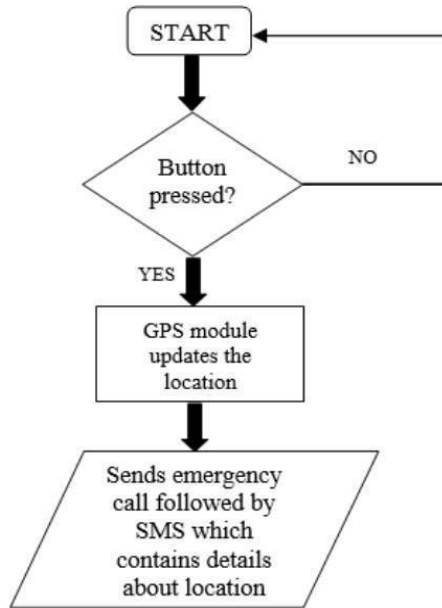 START
Button
pressed?
NO
YES
GPS module
updates the
location
Sends emergency
call followed by
SMS which
contains details
about location